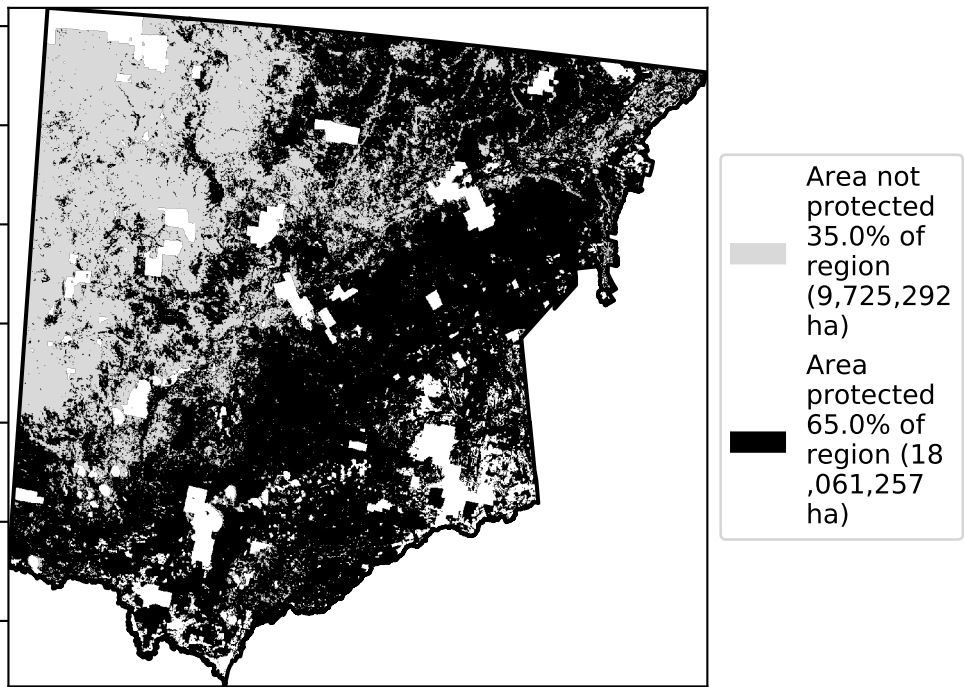 Area not
protected
35.0% of
region
(9,725,292
ha)
Area
protected
65.0% of
region (18
,061,257
ha)